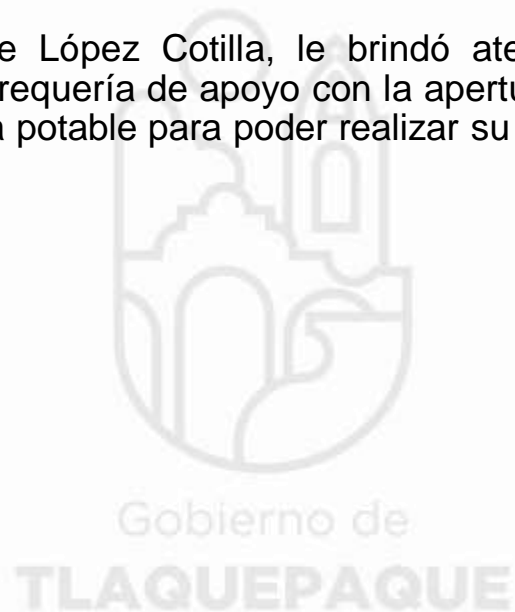 e López Cotilla, le brindó ate
requería de apoyo con la apertu
a potable para poder realizar su
Gobierno de
TLAQUEPAQUE